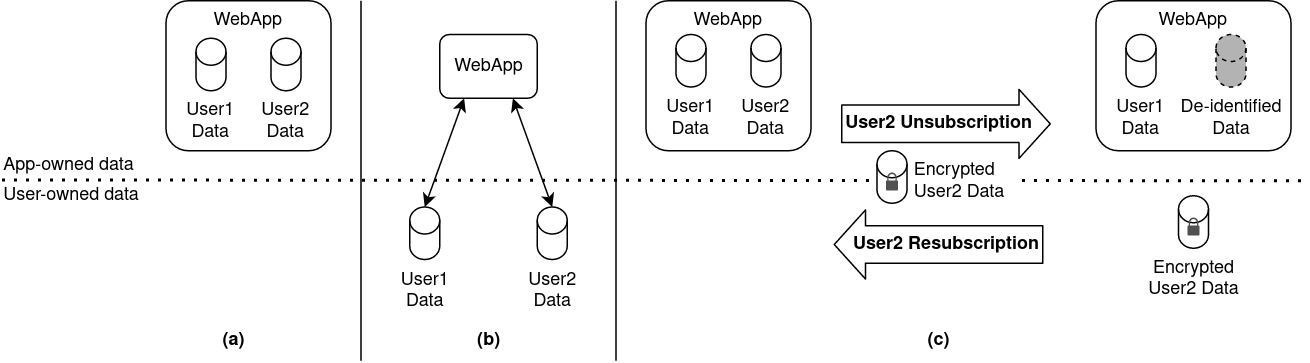 WebApp
User1
Data
User2
Data
App-owned data
User-owned data
(a)
WebApp
User1
Data
User2
Data
(b)
WebApp
User1
Data
User2
Data
User2 Unsubscription
Encrypted
User2 Data
User2 Resubscription
WebApp
User1
Data
De-identified
Data
Encrypted
User2 Data
(c)